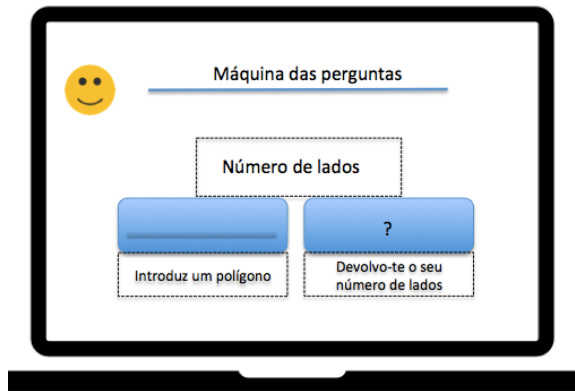 Máquina das perguntas
Número de lados
?
Introduz um polígono
Devolvo-te o seu
número de lados